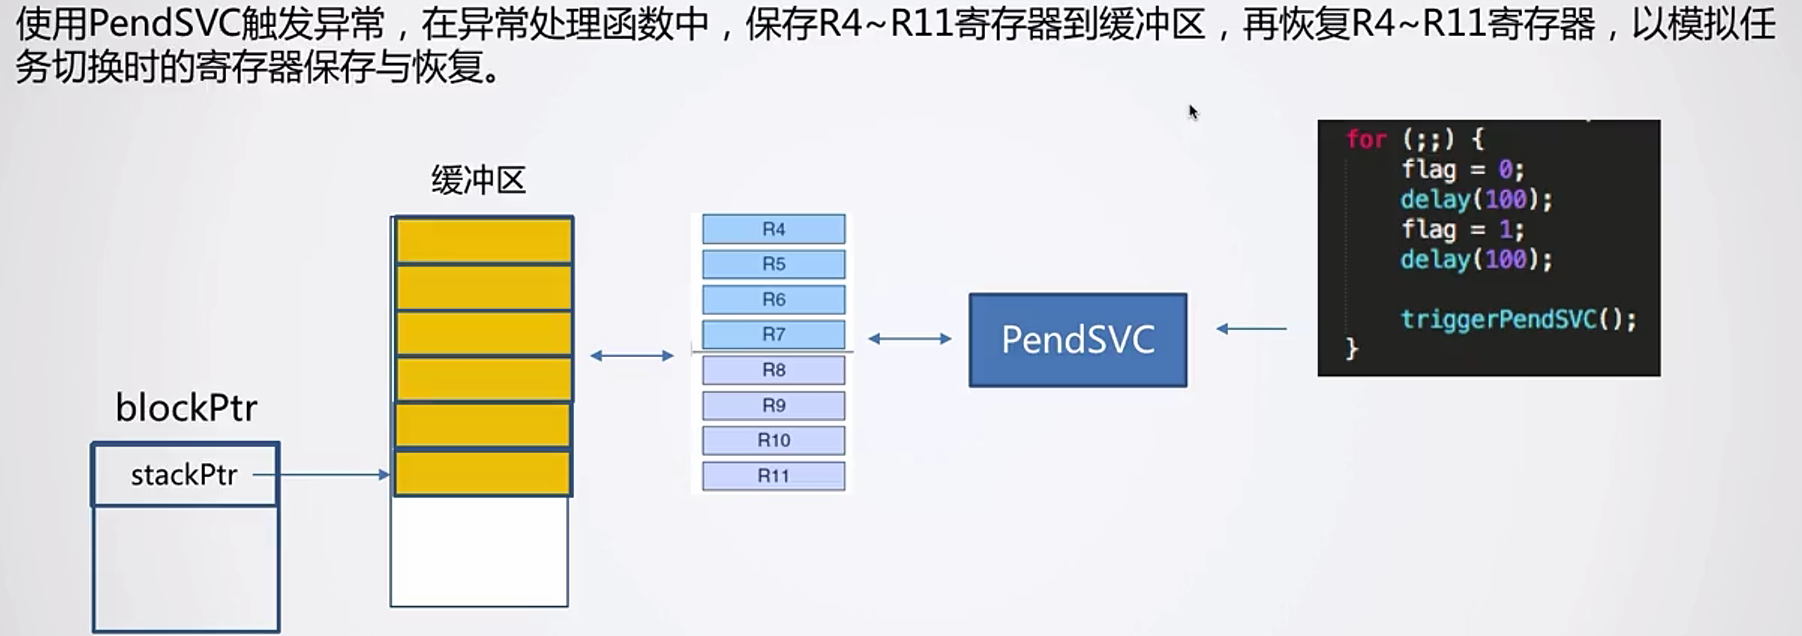 使用PendSVC触发异常，在异常处理函数中，保存R4~R11寄存器到缓冲区，再恢复R4~R11寄存器，以模拟任
务切换时的寄存器保存与恢复。
缓冲区
R4
R5
R6
R7
R8
R9
R10
R11
blockPtr
stackPtr
PendSVC
for (;;) {
flag = 0;
delay(100);
flag = 1;
delay(100);
triggerPendSVC();
}